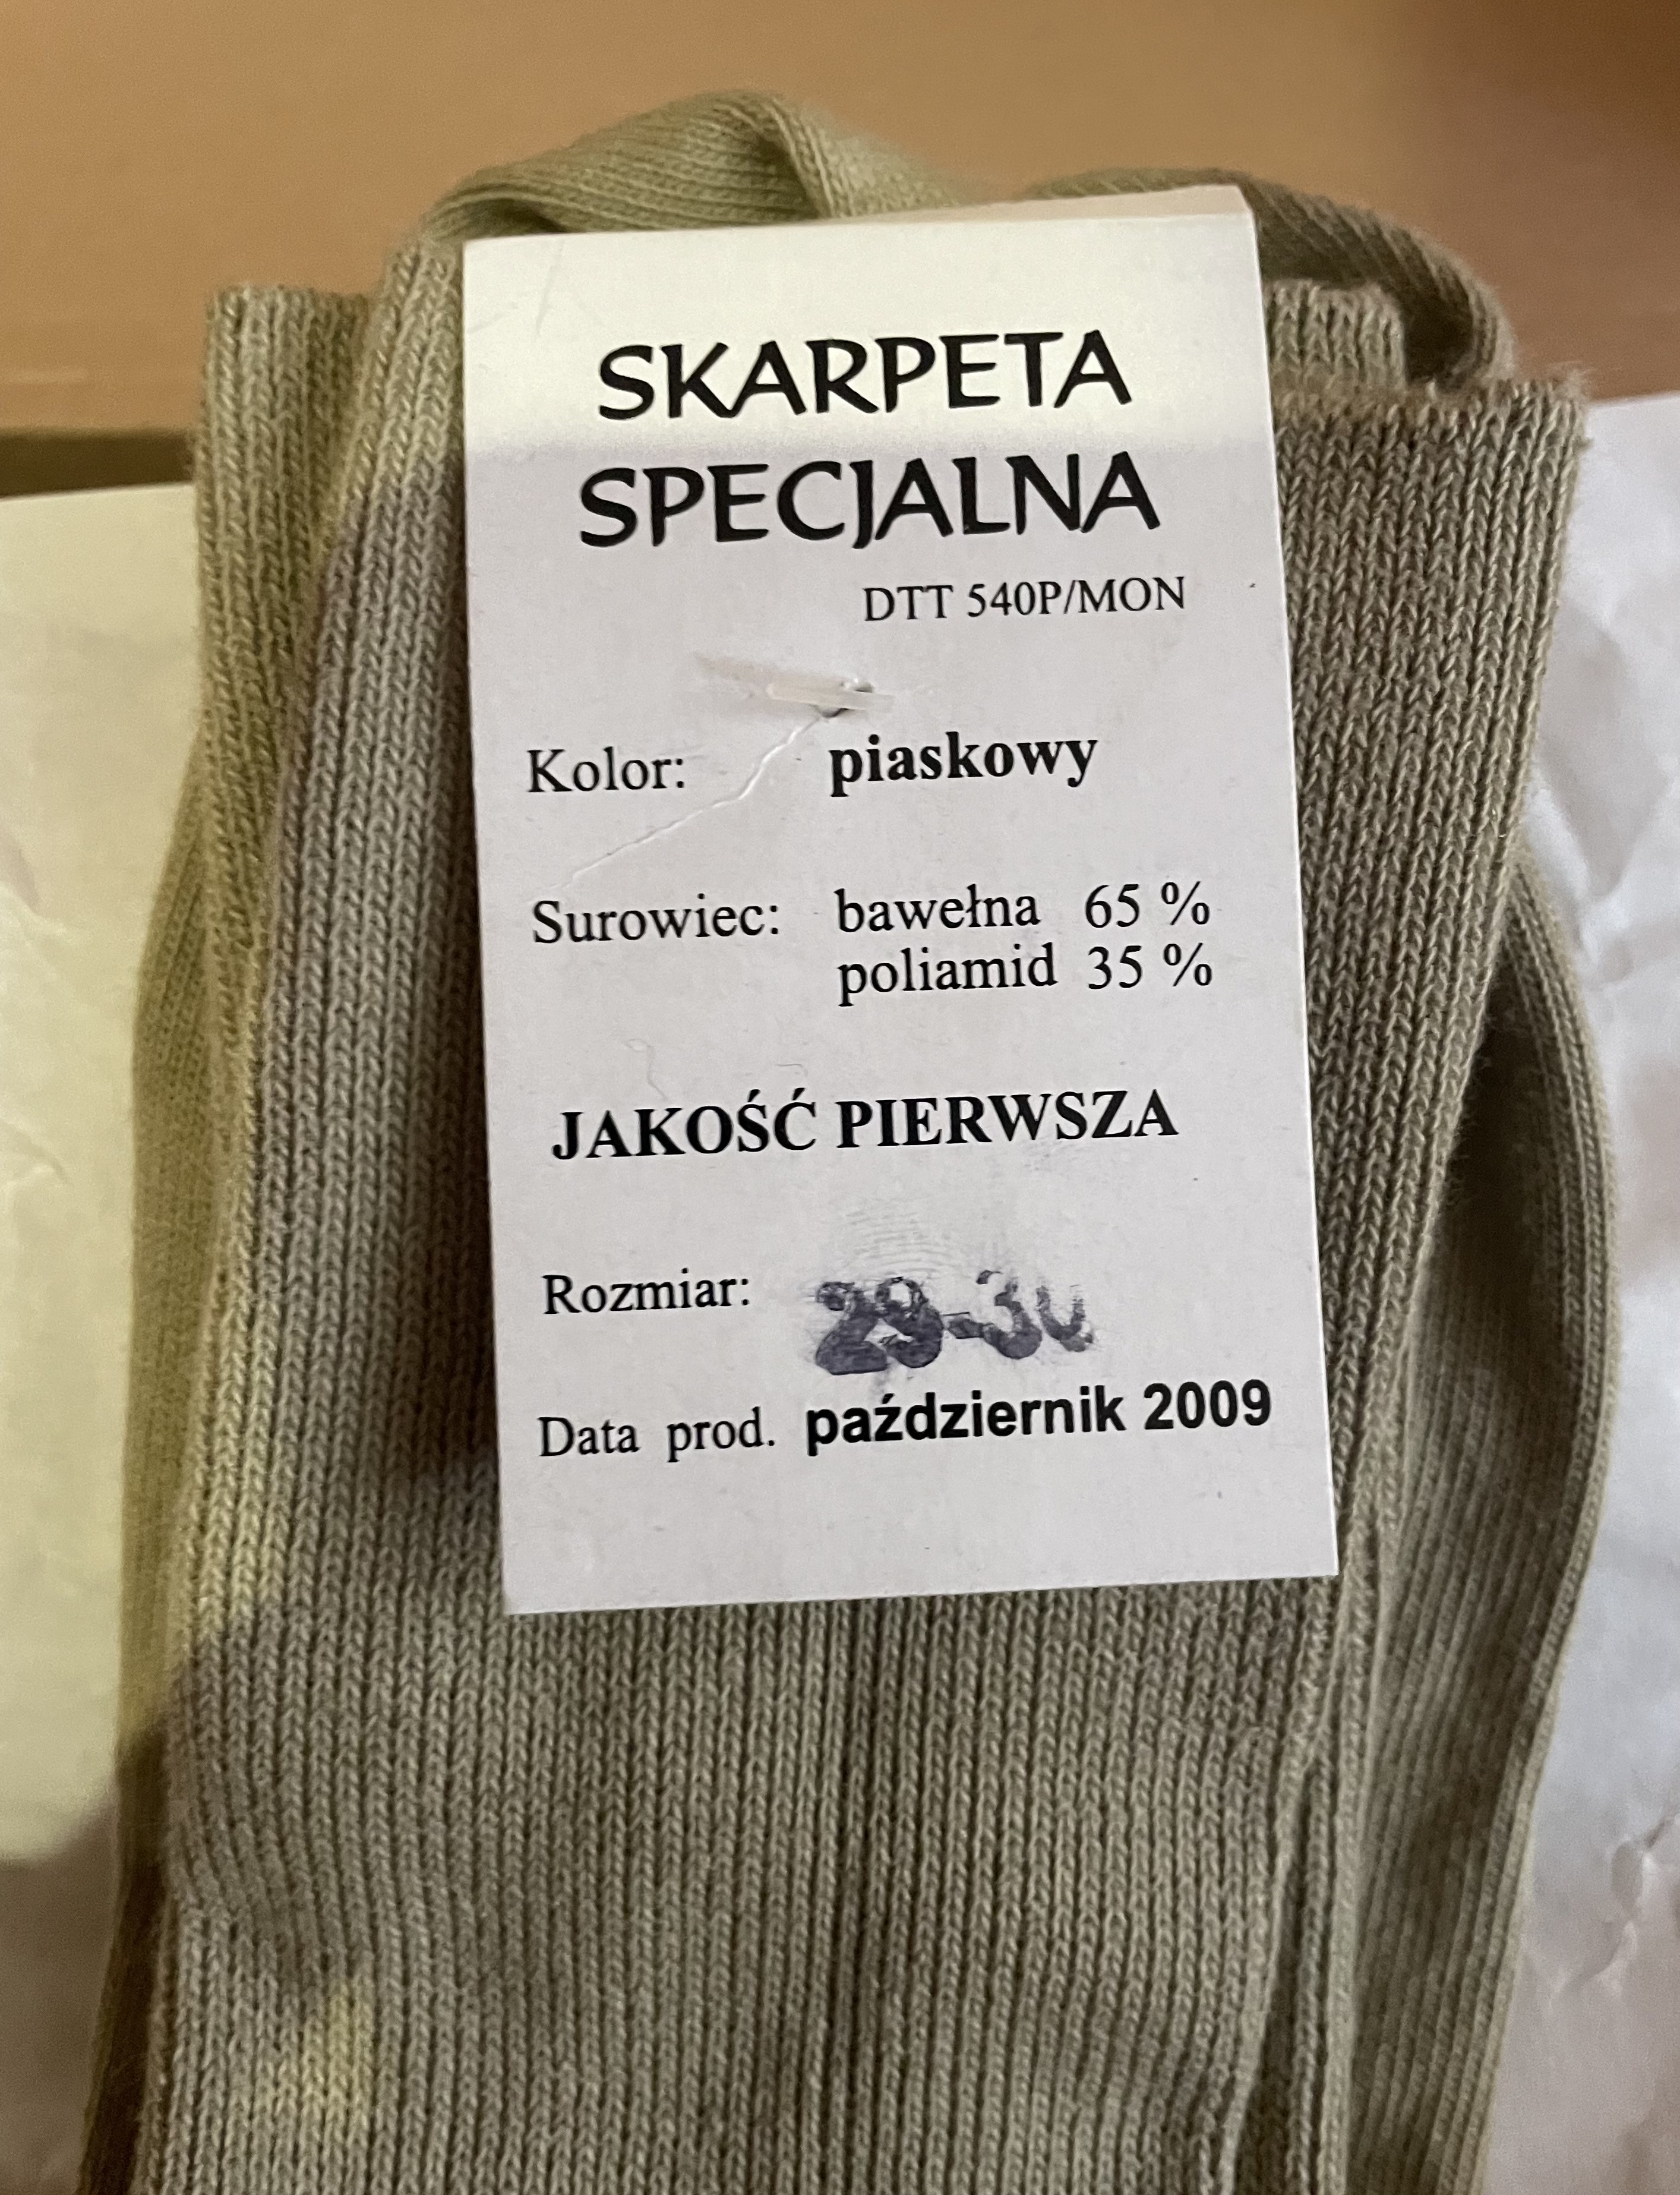 SKARPETA
SPECJALNA
DTT 540P/MON
Kolor: piaskowy
Surowiec: bawełna 65 %
poliamid 35 %
JAKOŚĆ PIERWSZA
Rozmiar: 29-30
Data prod. październik 2009